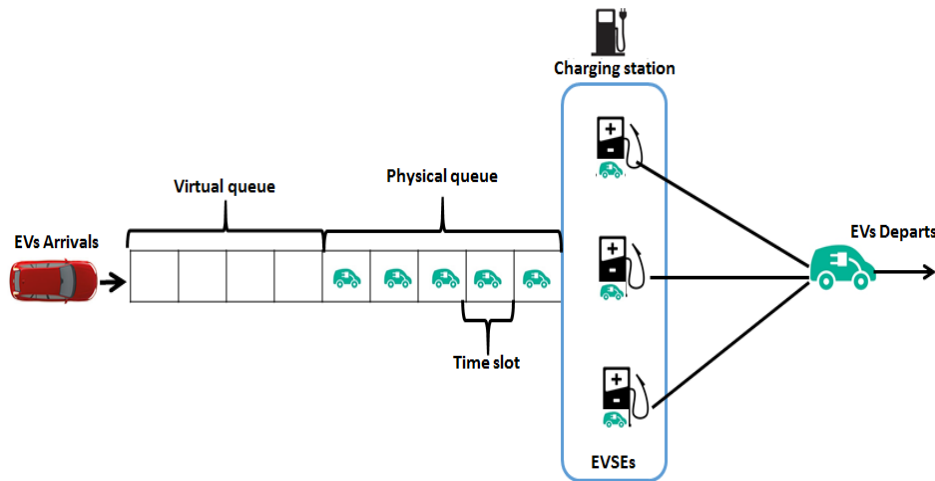 Charging station
Physical queue
Virtual queue
EVs Arrivals
EVs Departs
Time slot
EVSEs
+
-
+
-
+
-